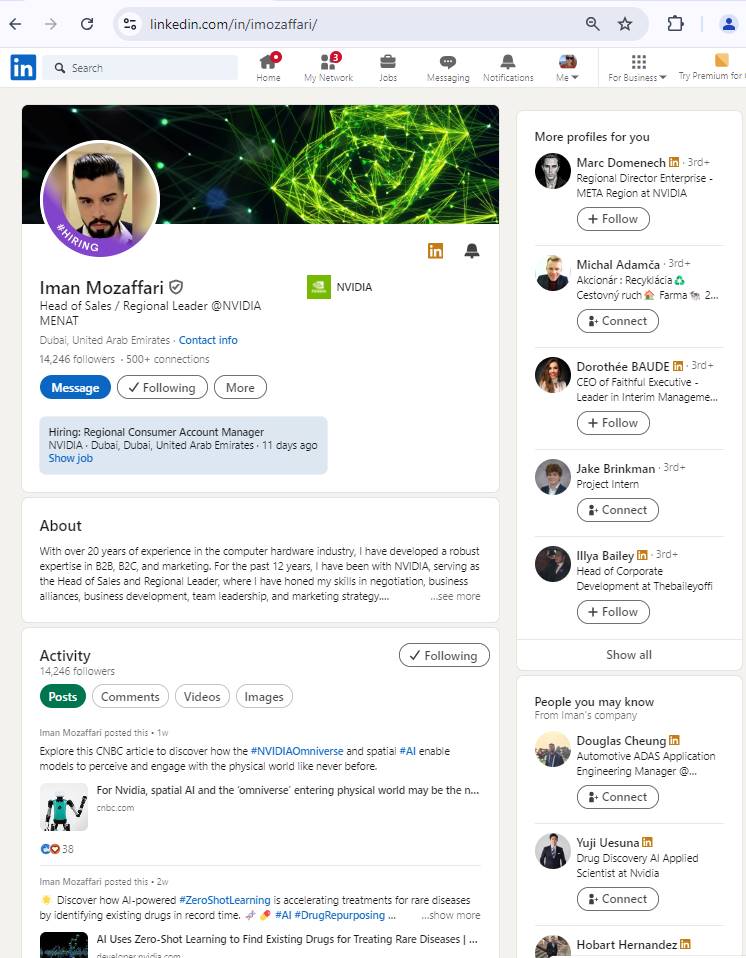 linkedin.com/in/imozaffari/
in
Search
Home
3
My Network
Jobs
Messaging
Notifications
Me
For Business
Try Premium for
#HIRING
in
Iman Mozaffari
NVIDIA
Head of Sales / Regional Leader @NVIDIA
MENAT
Dubai, United Arab Emirates · Contact info
14,246 followers · 500+ connections
Message
Following
More
Hiring: Regional Consumer Account Manager
NVIDIA · Dubai, Dubai, United Arab Emirates · 11 days ago
Show job
About
With over 20 years of experience in the computer hardware industry, I have developed a robust
expertise in B2B, B2C, and marketing. For the past 12 years, I have been with NVIDIA, serving as
the Head of Sales and Regional Leader, where I have honed my skills in negotiation, business
alliances, business development, team leadership, and marketing strategy.... ...see more
Activity
14,246 followers
Following
Posts
Comments
Videos
Images
Iman Mozaffari posted this • 1w
Explore this CNBC article to discover how the #NVIDIAOmniverse and spatial #AI enable
models to perceive and engage with the physical world like never before.
For Nvidia, spatial AI and the 'omniverse' entering physical world may be the n...
cnbc.com
38
Iman Mozaffari posted this • 2w
🌟 Discover how AI-powered #ZeroShotLearning is accelerating treatments for rare diseases
by identifying existing drugs in record time. 🧬 💊 #AI #DrugRepurposing ... ...show more
AI Uses Zero-Shot Learning to Find Existing Drugs for Treating Rare Diseases | ...
developer.nvidia.com
More profiles for you
Marc Domenech in · 3rd+
Regional Director Enterprise -
META Region at NVIDIA
+ Follow
Michal Adamča · 3rd+
Akcionár : Recyklácia♻️
Cestovný ruch🏠 Farma 🐄 2...
Connect
Dorothée BAUDE in · 3rd+
CEO of Faithful Executive -
Leader in Interim Manageme...
+ Follow
Jake Brinkman · 3rd+
Project Intern
Connect
Illya Bailey in · 3rd+
Head of Corporate
Development at Thebaileyoffi
+ Follow
Show all
People you may know
From Iman's company
Douglas Cheung in
Automotive ADAS Application
Engineering Manager @...
Connect
Yuji Uesuna in
Drug Discovery AI Applied
Scientist at Nvidia
Connect
Hobart Hernandez in